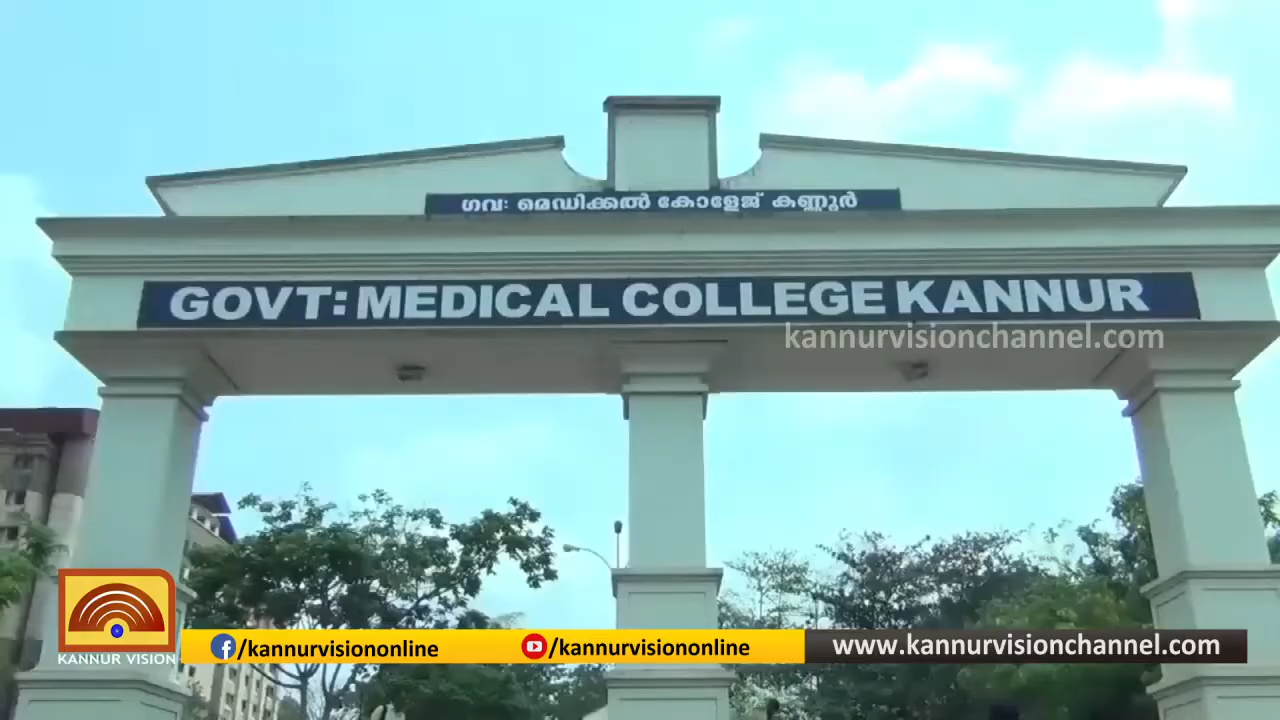 ഗവ: മെഡിക്കൽ കോളേജ് കണ്ണൂർ
GOVT: MEDICAL COLLEGE KANNUR
kannurvisionchannel.com
KANNUR VISION
/kannurvisiononline
/kannurvisiononline
www.kannurvisionchannel.com